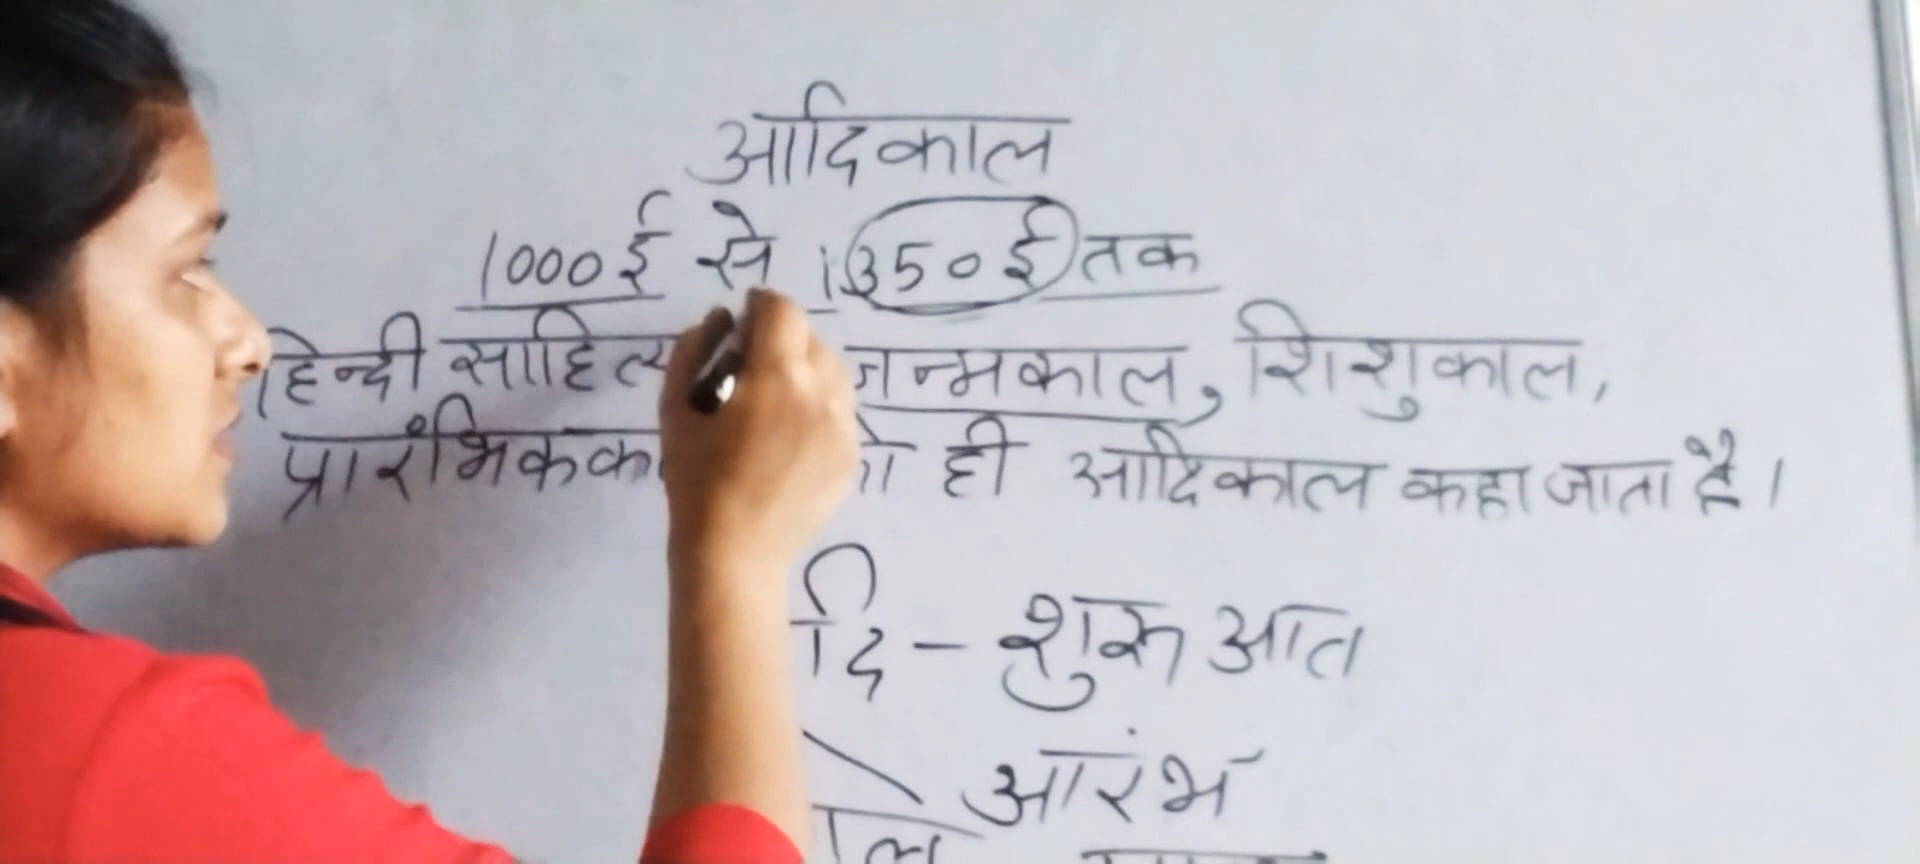 आदिकाल
1000ई से 1350ई तक
हिन्दी साहित्य जन्मकाल, शिशुकाल,
प्रारंभिकका ही आदिकाल कहा जाता है।
दि - शुरुआत
आरंभ